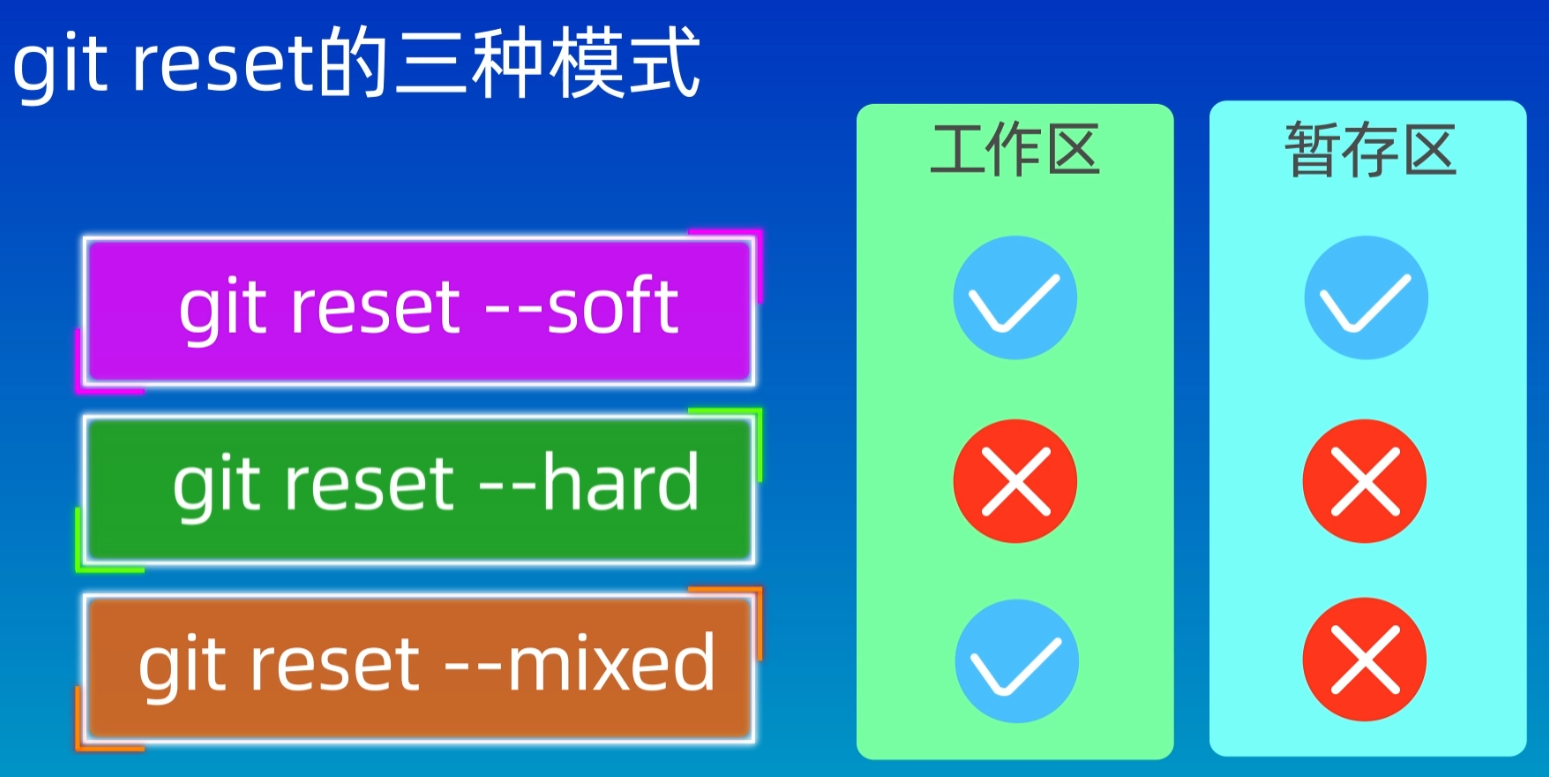 git reset的三种模式
工作区
暂存区
git reset --soft
git reset --hard
git reset --mixed